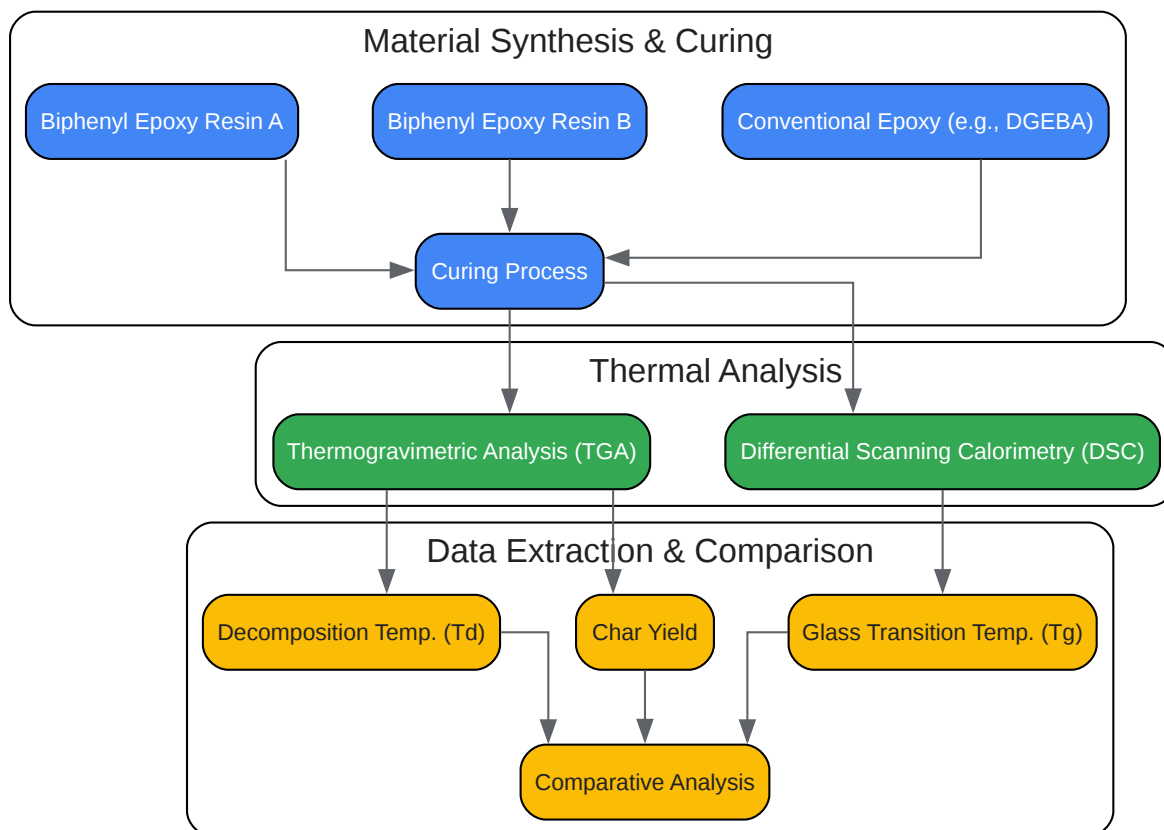 Material Synthesis & Curing
Biphenyl Epoxy Resin A
Biphenyl Epoxy Resin B
Conventional Epoxy (e.g., DGEBA)
Curing Process
Thermal Analysis
Thermogravimetric Analysis (TGA)
Differential Scanning Calorimetry (DSC)
Data Extraction & Comparison
Decomposition Temp. (Td)
Char Yield
Glass Transition Temp. (Tg)
Comparative Analysis